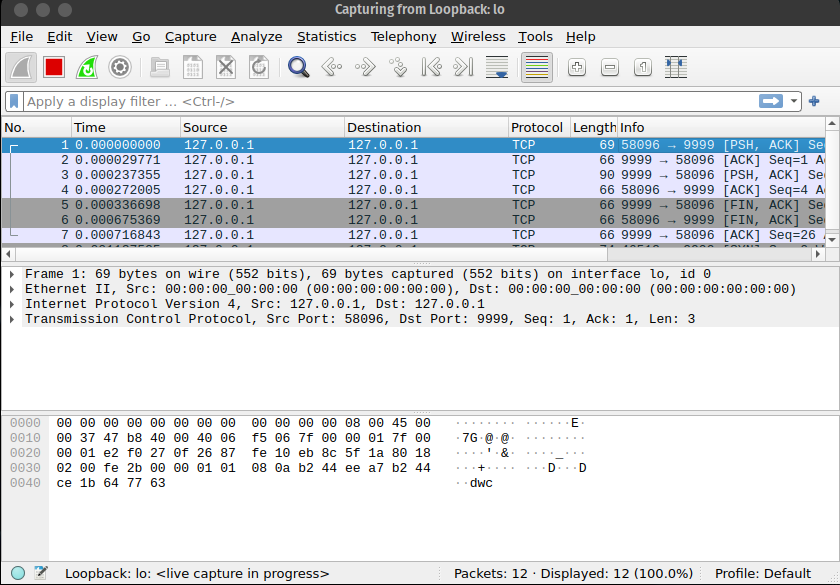 Capturing from Loopback: lo
File Edit View Go Capture Analyze Statistics Telephony Wireless Tools Help
Apply a display filter … <Ctrl-/>
No. Time Source Destination Protocol Length Info
1 0.000000000 127.0.0.1 127.0.0.1 TCP 69 58096 → 9999 [PSH, ACK] Se
2 0.000029771 127.0.0.1 127.0.0.1 TCP 66 9999 → 58096 [ACK] Seq=1 A
3 0.000237355 127.0.0.1 127.0.0.1 TCP 90 9999 → 58096 [PSH, ACK] Se
4 0.000272005 127.0.0.1 127.0.0.1 TCP 66 58096 → 9999 [ACK] Seq=4 A
5 0.000336698 127.0.0.1 127.0.0.1 TCP 66 9999 → 58096 [FIN, ACK] Se
6 0.000675369 127.0.0.1 127.0.0.1 TCP 66 58096 → 9999 [FIN, ACK] Se
7 0.000716843 127.0.0.1 127.0.0.1 TCP 66 9999 → 58096 [ACK] Seq=26
Frame 1: 69 bytes on wire (552 bits), 69 bytes captured (552 bits) on interface lo, id 0
Ethernet II, Src: 00:00:00_00:00:00 (00:00:00:00:00:00), Dst: 00:00:00_00:00:00 (00:00:00:00:00:00)
Internet Protocol Version 4, Src: 127.0.0.1, Dst: 127.0.0.1
Transmission Control Protocol, Src Port: 58096, Dst Port: 9999, Seq: 1, Ack: 1, Len: 3
0000 00 00 00 00 00 00 00 00 00 00 00 00 08 00 45 00 ········ ······E·
0010 00 37 47 b8 40 00 40 06 f5 06 7f 00 00 01 7f 00 ·7G·@·@· ········
0020 00 01 e2 f0 27 0f 26 87 fe 10 eb 8c 5f 1a 80 18 ····'·&· ····_···
0030 02 00 fe 2b 00 00 01 01 08 0a b2 44 ee a7 b2 44 ···+···· ···D···D
0040 ce 1b 64 77 63 ··dwc
Loopback: lo: <live capture in progress> Packets: 12 · Displayed: 12 (100.0%) Profile: Default